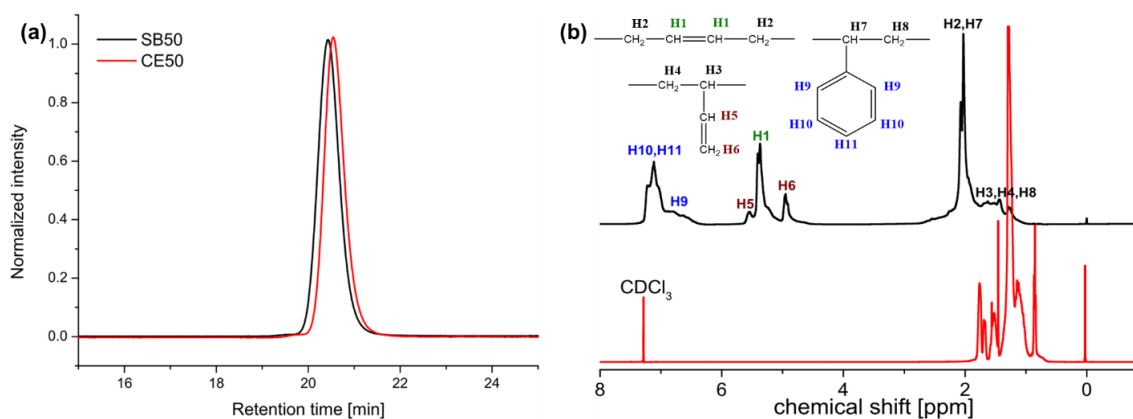 (a)
SB50
CE50
Normalized intensity
1.0
0.8
0.6
0.4
0.2
0.0
16 18 20 22 24
Retention time [min]
(b)
H2 H1 H1 H2
—CH₂—CH=CH—CH₂—
H7 H8
—CH—CH₂—
H4 H3
—CH₂—CH—
CH H5
CH₂ H6
H9 H9
H10 H10
H11
H2,H7
H10,H11
H9
H5
H1
H6
H3,H4,H8
CDCl₃
8 6 4 2 0
chemical shift [ppm]